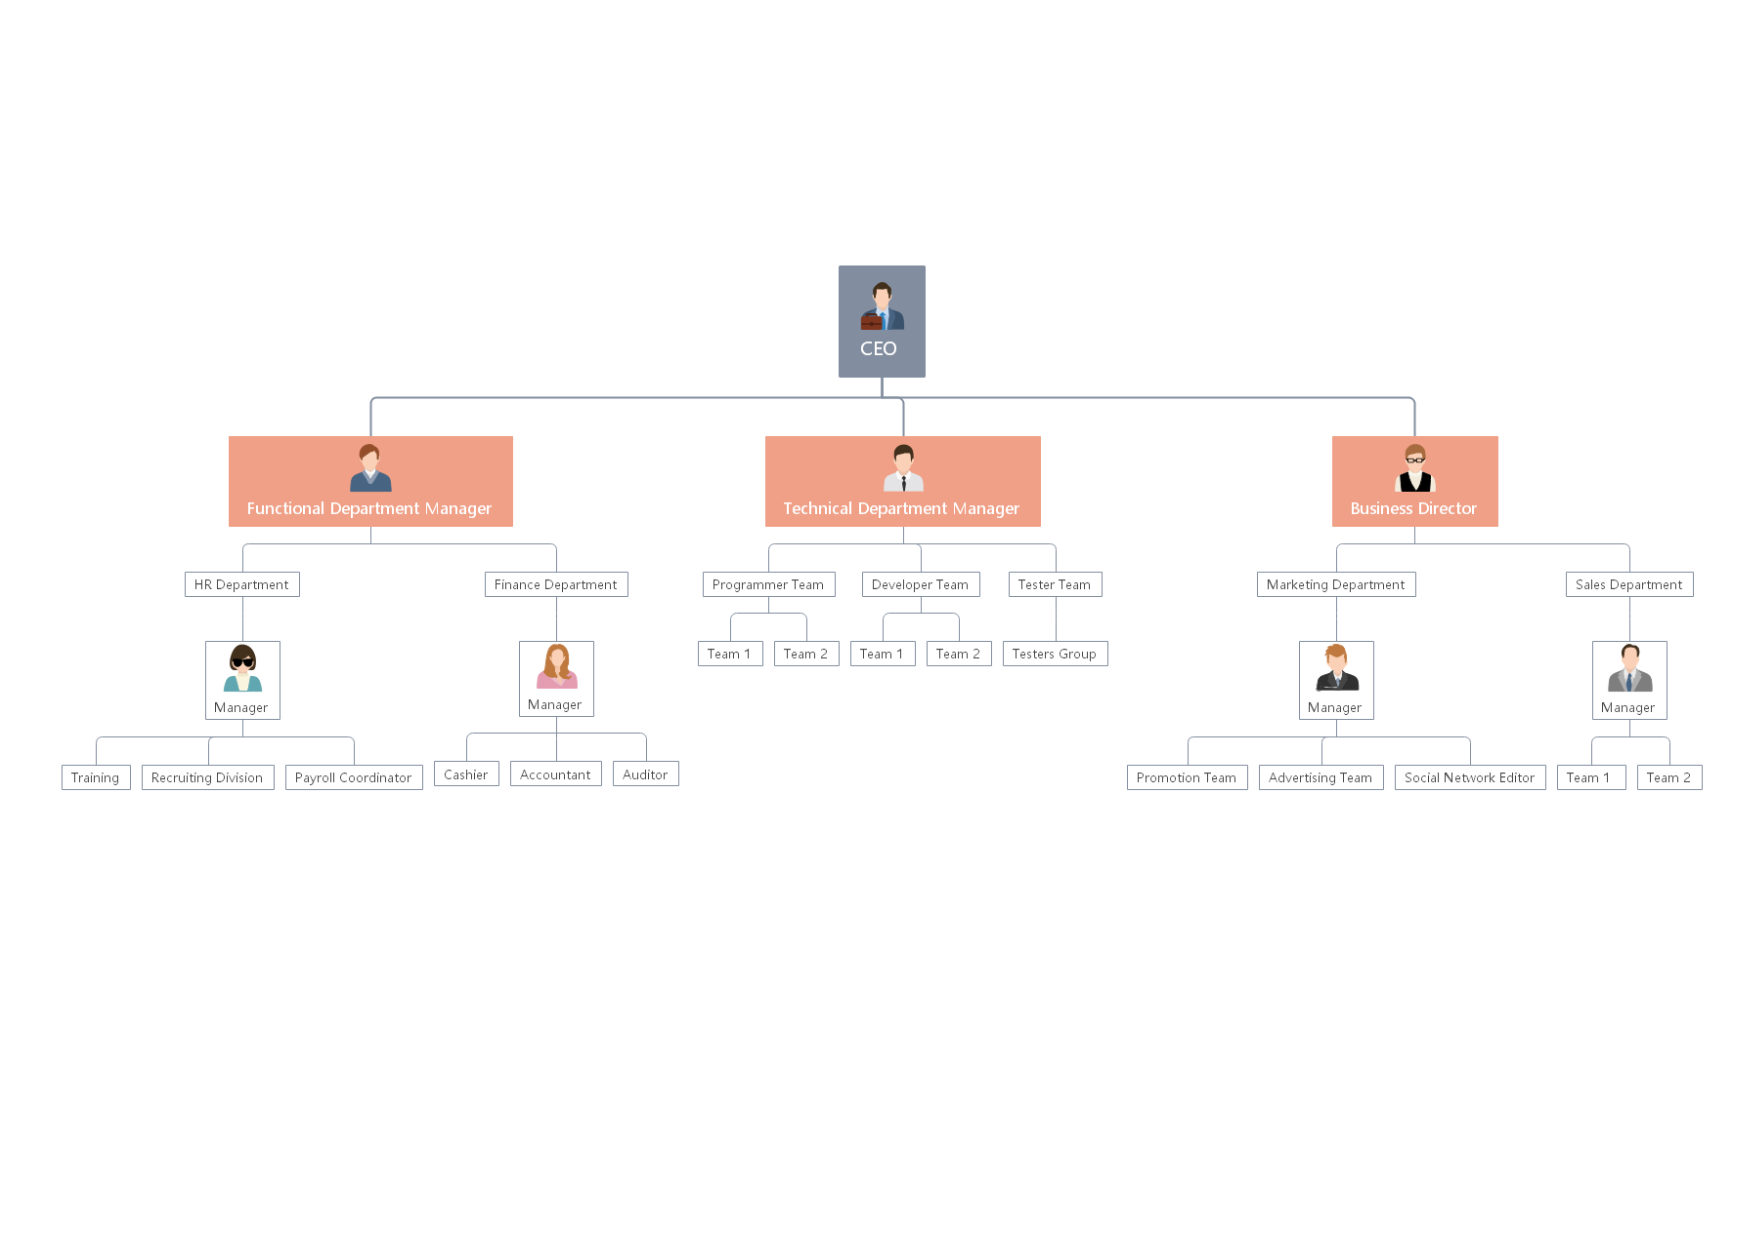 CEO
Functional Department Manager
Technical Department Manager
Business Director
HR Department
Finance Department
Programmer Team
Developer Team
Tester Team
Marketing Department
Sales Department
Team 1
Team 2
Team 1
Team 2
Testers Group
Manager
Manager
Manager
Manager
Training
Recruiting Division
Payroll Coordinator
Cashier
Accountant
Auditor
Promotion Team
Advertising Team
Social Network Editor
Team 1
Team 2